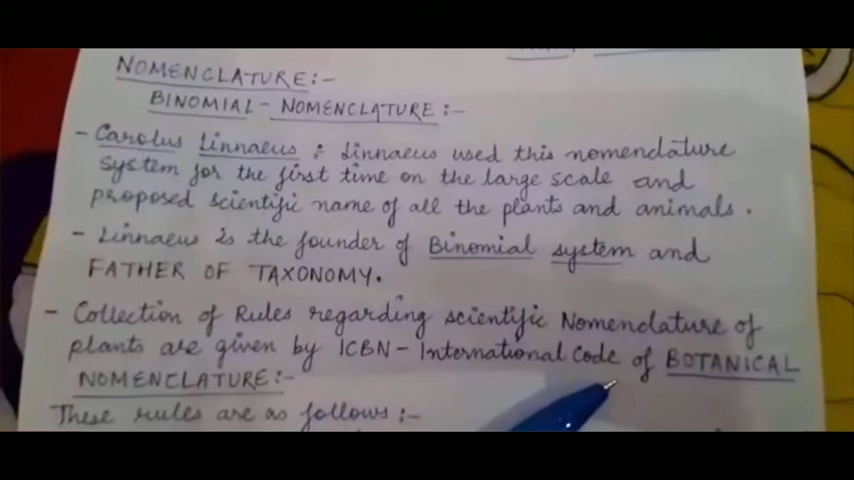 NOMENCLATURE:-
BINOMIAL - NOMENCLATURE:-
- Carolus Linnaeus : Linnaeus used this nomenclature
system for the first time on the large scale and
proposed scientific name of all the plants and animals.
- Linnaeus is the founder of Binomial system and
FATHER OF TAXONOMY.
- Collection of Rules regarding scientific Nomenclature of
plants are given by ICBN - International Code of BOTANICAL
NOMENCLATURE:-
These rules are as follows:-